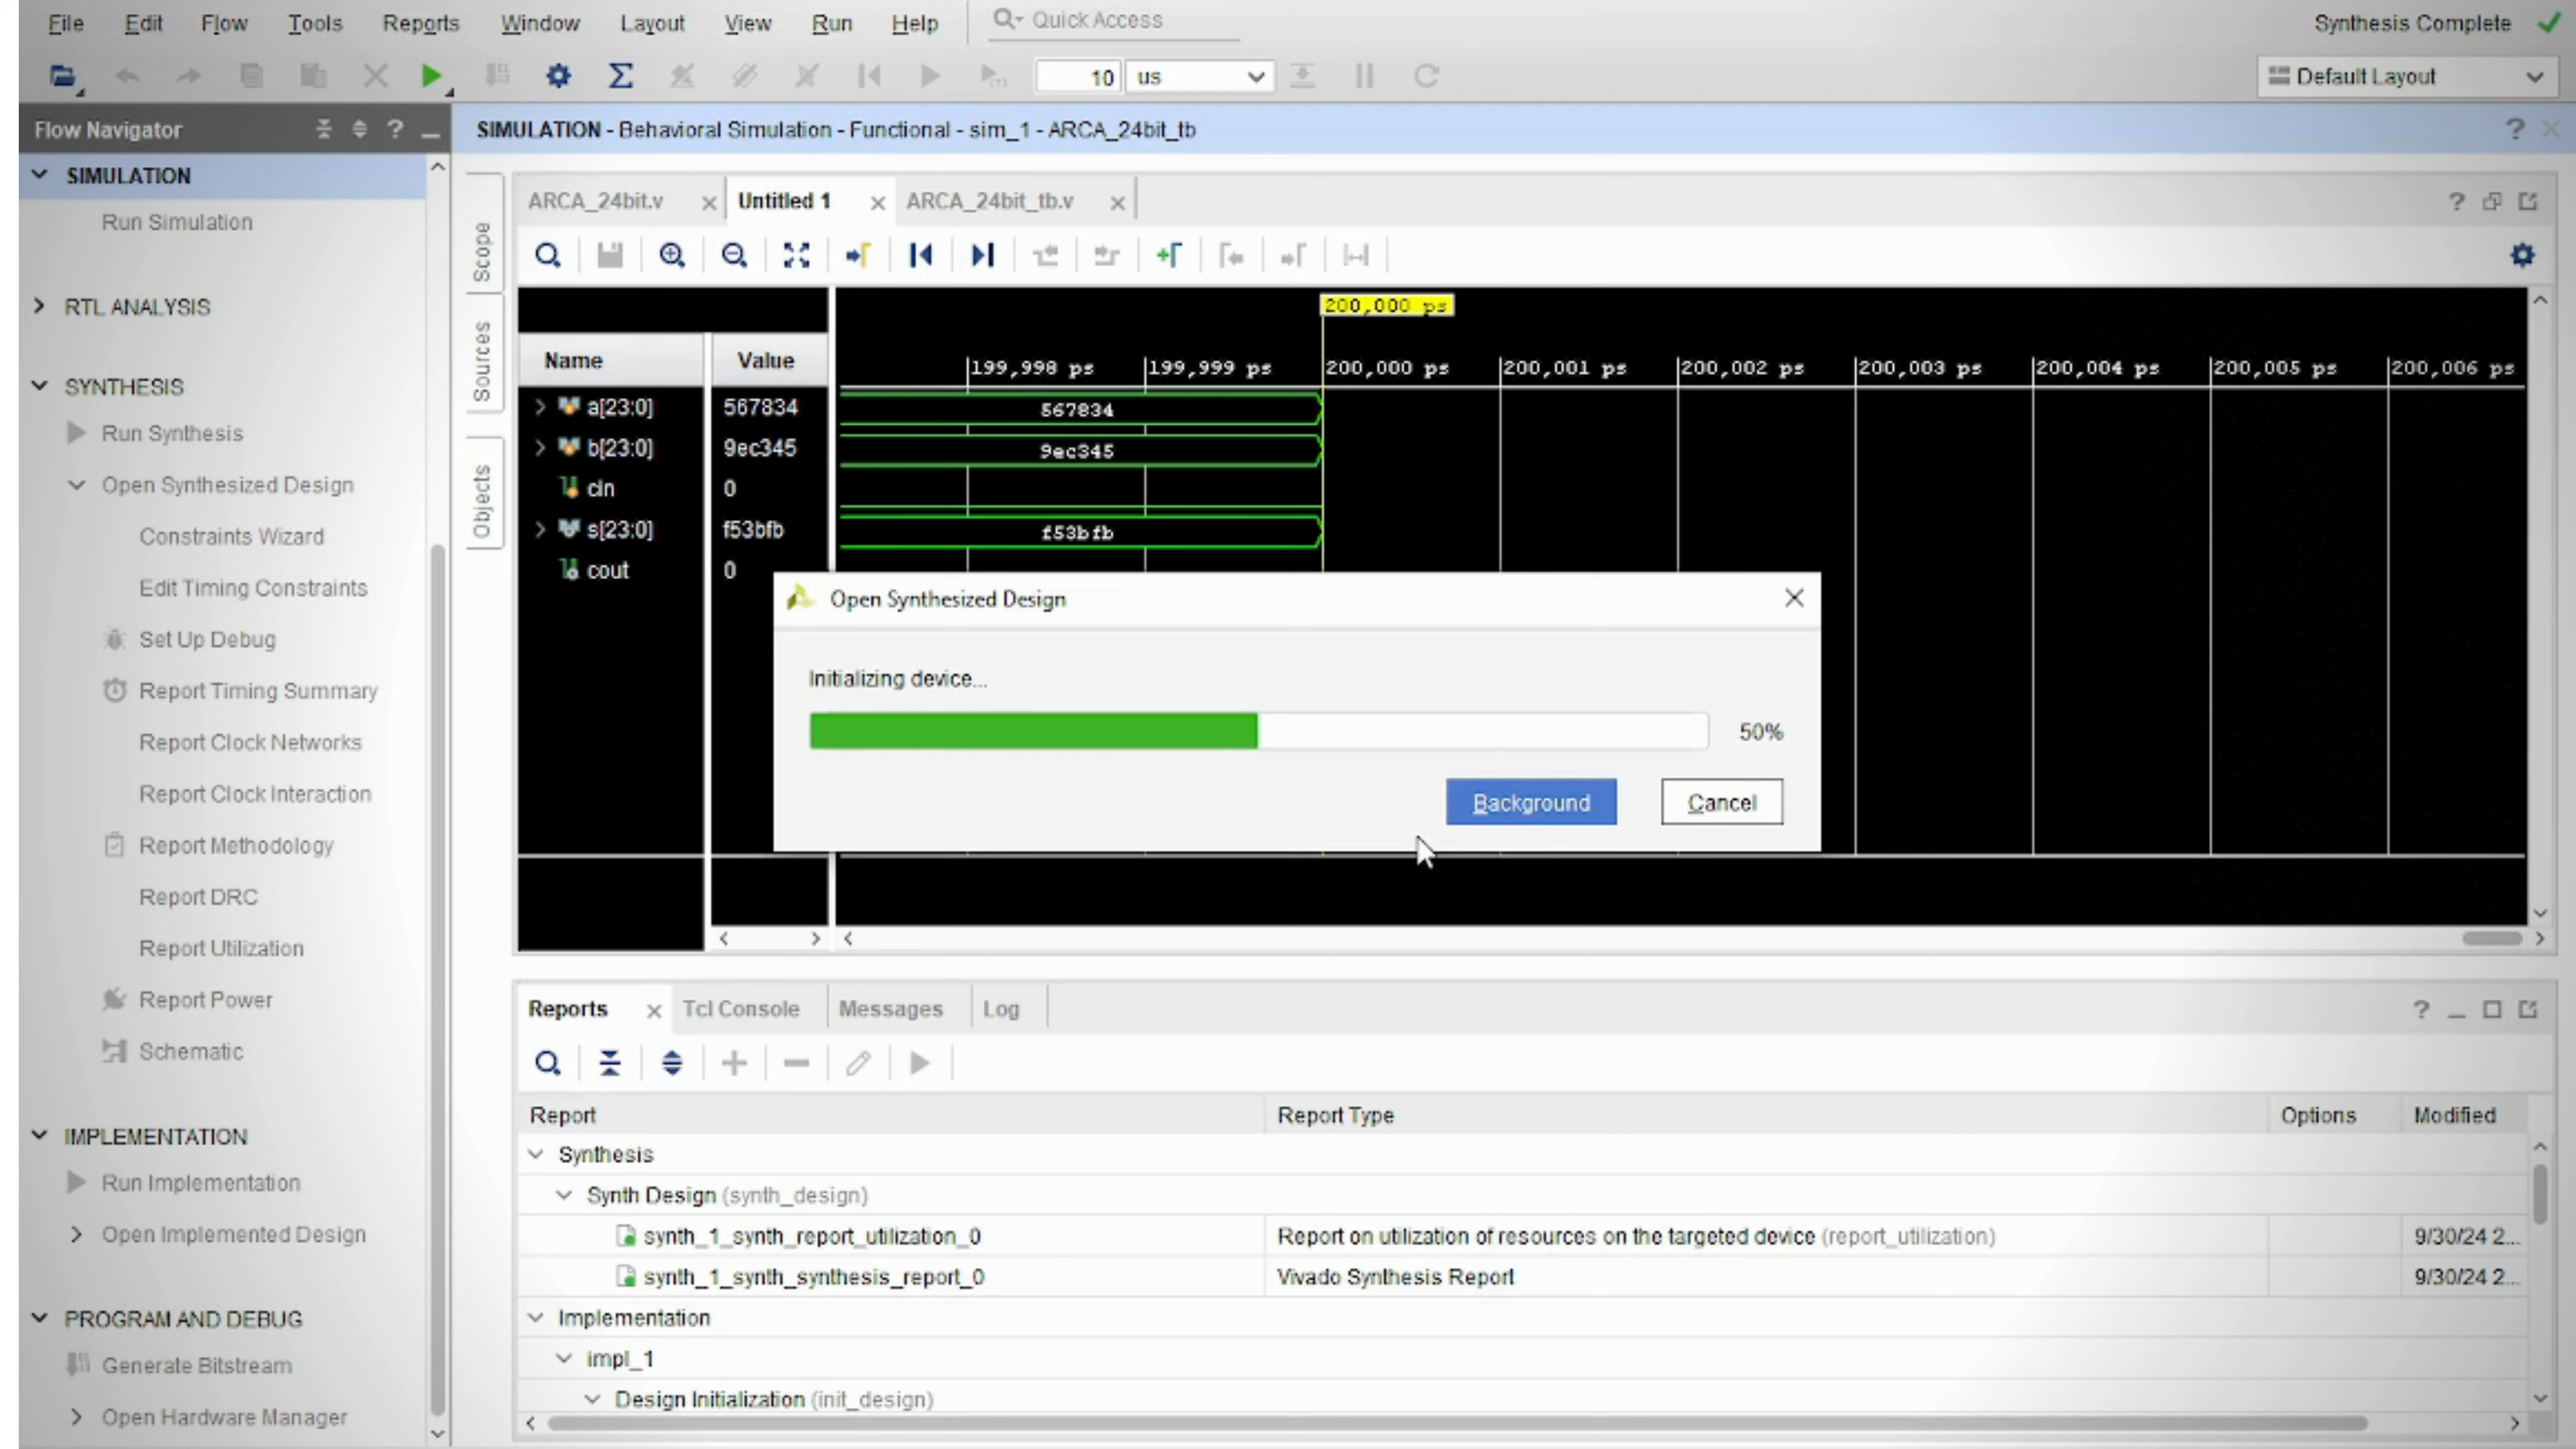 File Edit Flow Tools Reports Window Layout View Run Help Quick Access Synthesis Complete
10 us Default Layout
Flow Navigator ? SIMULATION - Behavioral Simulation - Functional - sim_1 - ARCA_24bit_tb ?
SIMULATION
Run Simulation
RTL ANALYSIS
SYNTHESIS
Run Synthesis
Open Synthesized Design
Constraints Wizard
Edit Timing Constraints
Set Up Debug
Report Timing Summary
Report Clock Networks
Report Clock Interaction
Report Methodology
Report DRC
Report Utilization
Report Power
Schematic
IMPLEMENTATION
Run Implementation
Open Implemented Design
PROGRAM AND DEBUG
Generate Bitstream
Open Hardware Manager
Scope
Sources
Objects
ARCA_24bit.v Untitled 1 ARCA_24bit_tb.v ?
200,000 ps
Name Value 199,998 ps 199,999 ps 200,000 ps 200,001 ps 200,002 ps 200,003 ps 200,004 ps 200,005 ps 200,006 ps
a[23:0] 567834 567834
b[23:0] 9ec345 9ec345
cin 0
s[23:0] f53bfb f53bfb
cout 0
Open Synthesized Design
Initializing device...
50%
Background Cancel
Reports Tcl Console Messages Log ?
Report Report Type Options Modified
Synthesis
Synth Design (synth_design)
synth_1_synth_report_utilization_0 Report on utilization of resources on the targeted device (report_utilization) 9/30/24 2...
synth_1_synth_synthesis_report_0 Vivado Synthesis Report 9/30/24 2...
Implementation
impl_1
Design Initialization (init_design)